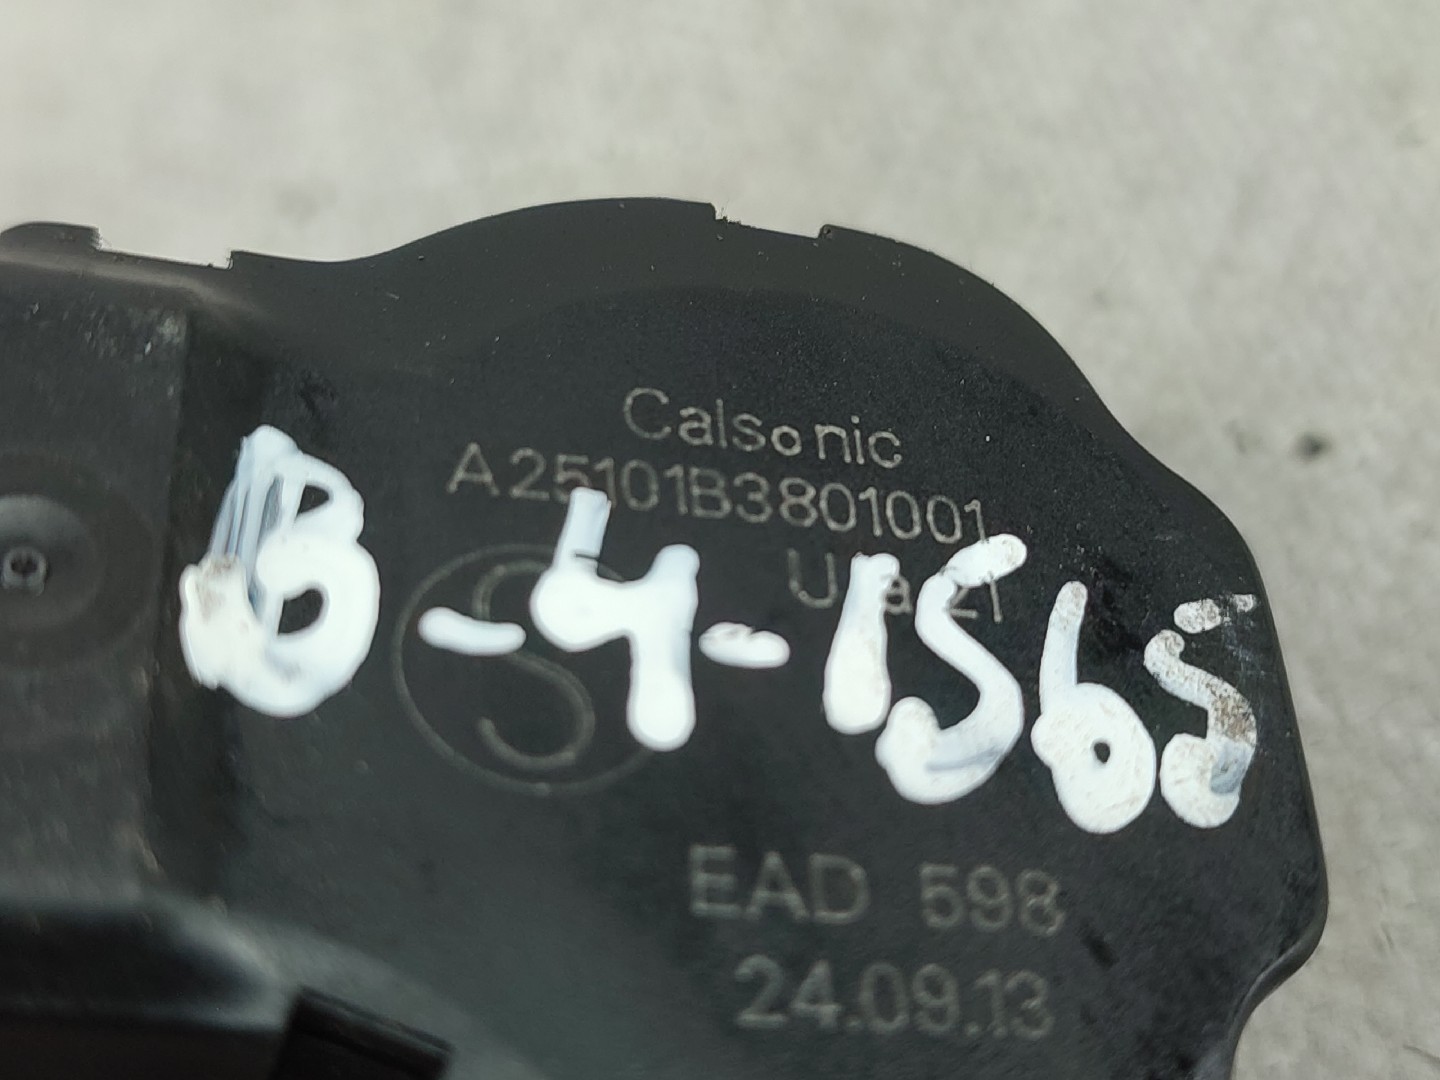 Calsonic
A25101B3801001
B-4-1565
S
EAD 598
24.09.13